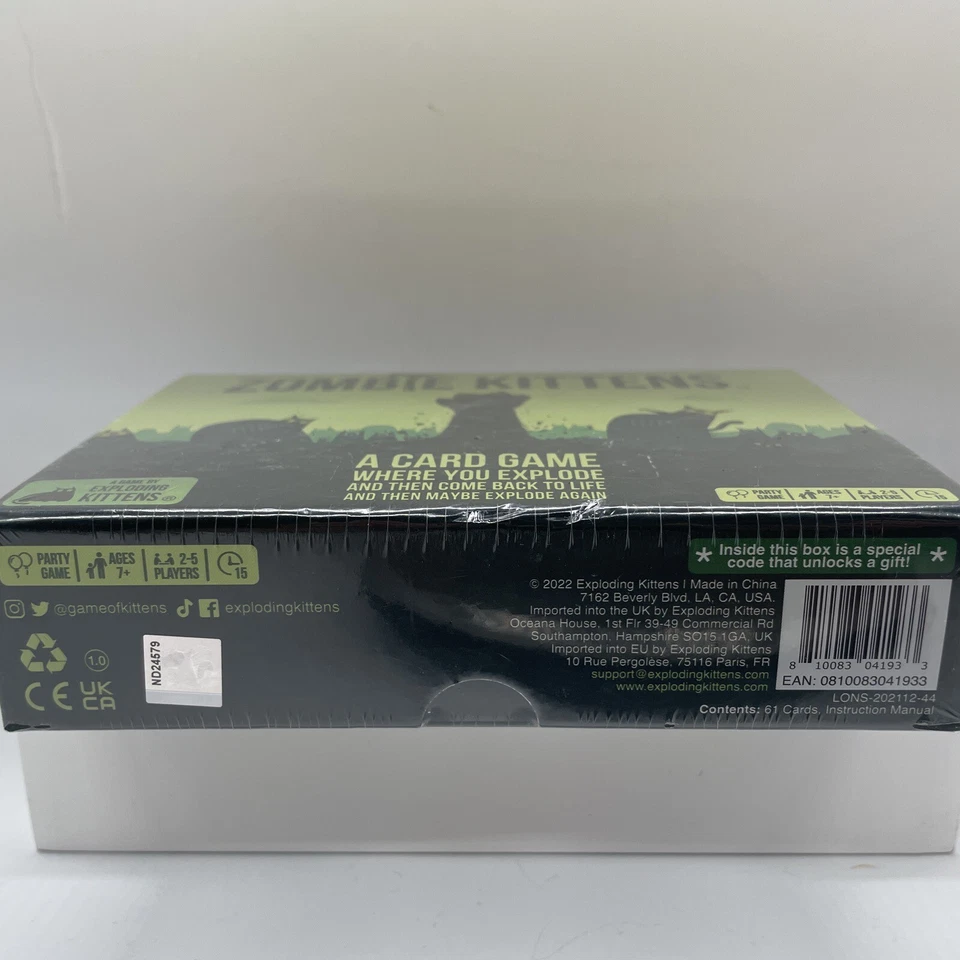 ZOMBIE KITTENS
A CARD GAME
WHERE YOU EXPLODE
AND THEN COME BACK TO LIFE
AND THEN MAYBE EXPLODE AGAIN
A GAME BY
EXPLODING
KITTENS®
PARTY GAME
AGES 7+
2-5 PLAYERS
15
PARTY GAME
AGES 7+
2-5 PLAYERS
15
@gameofkittens explodingkittens
1.0
CE
UK
CA
ND24579
* Inside this box is a special *
code that unlocks a gift!
© 2022 Exploding Kittens | Made in China
7162 Beverly Blvd. LA, CA, USA.
Imported into the UK by Exploding Kittens
Oceana House, 1st Flr 39-49 Commercial Rd
Southampton, Hampshire SO15 1GA, UK
Imported into EU by Exploding Kittens
10 Rue Pergolèse, 75116 Paris, FR
support@explodingkittens.com
www.explodingkittens.com
8 10083 04193 3
EAN: 0810083041933
LONS-202112-44
Contents: 61 Cards, Instruction Manual